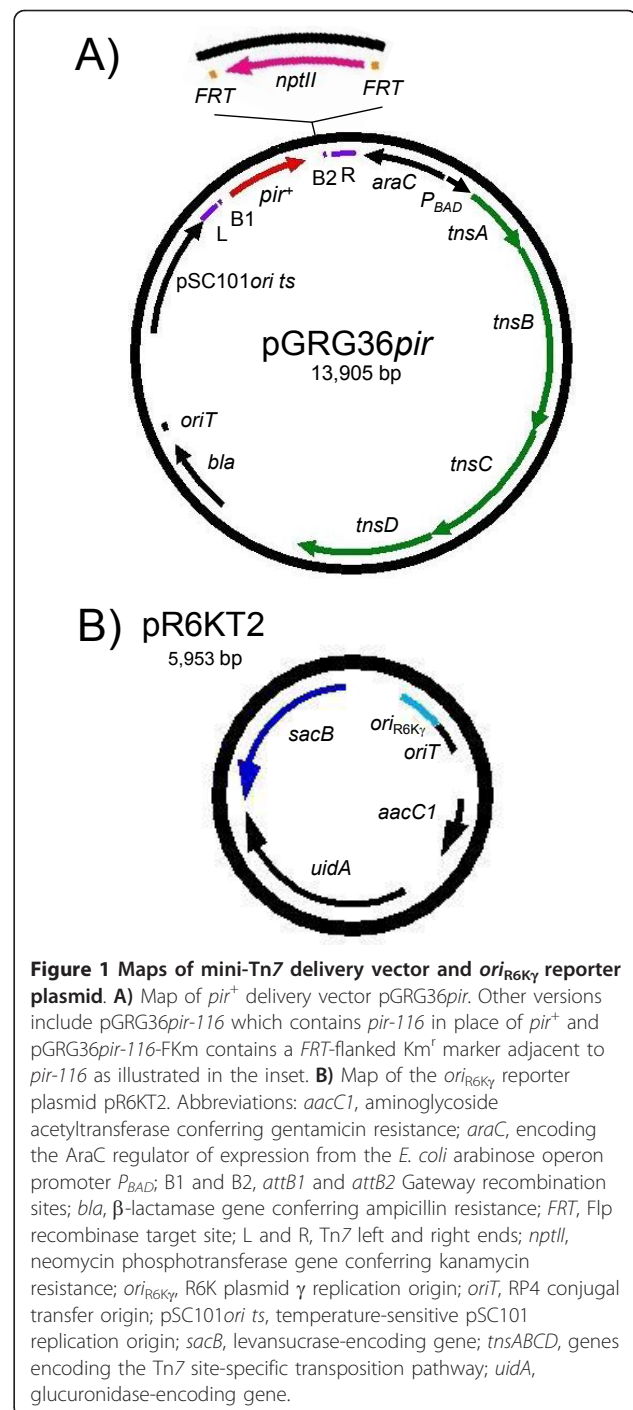 A)
FRT
nptII
FRT
B2
R
araC
P_BAD
pir+
B1
L
tnsA
pSC101ori ts
tnsB
pGRG36pir
13,905 bp
oriT
bla
tnsC
tnsD
B)
pR6KT2
5,953 bp
sacB
ori_R6Kγ
oriT
aacC1
uidA
Figure 1 Maps of mini-Tn7 delivery vector and ori_R6Kγ reporter
plasmid. A) Map of pir+ delivery vector pGRG36pir. Other versions
include pGRG36pir-116 which contains pir-116 in place of pir+ and
pGRG36pir-116-FKm contains a FRT-flanked Kmr marker adjacent to
pir-116 as illustrated in the inset. B) Map of the ori_R6Kγ reporter
plasmid pR6KT2. Abbreviations: aacC1, aminoglycoside
acetyltransferase conferring gentamicin resistance; araC, encoding
the AraC regulator of expression from the E. coli arabinose operon
promoter P_BAD; B1 and B2, attB1 and attB2 Gateway recombination
sites; bla, β-lactamase gene conferring ampicillin resistance; FRT, Flp
recombinase target site; L and R, Tn7 left and right ends; nptII,
neomycin phosphotransferase gene conferring kanamycin
resistance; ori_R6Kγ, R6K plasmid γ replication origin; oriT, RP4 conjugal
transfer origin; pSC101ori ts, temperature-sensitive pSC101
replication origin; sacB, levansucrase-encoding gene; tnsABCD, genes
encoding the Tn7 site-specific transposition pathway; uidA,
glucuronidase-encoding gene.